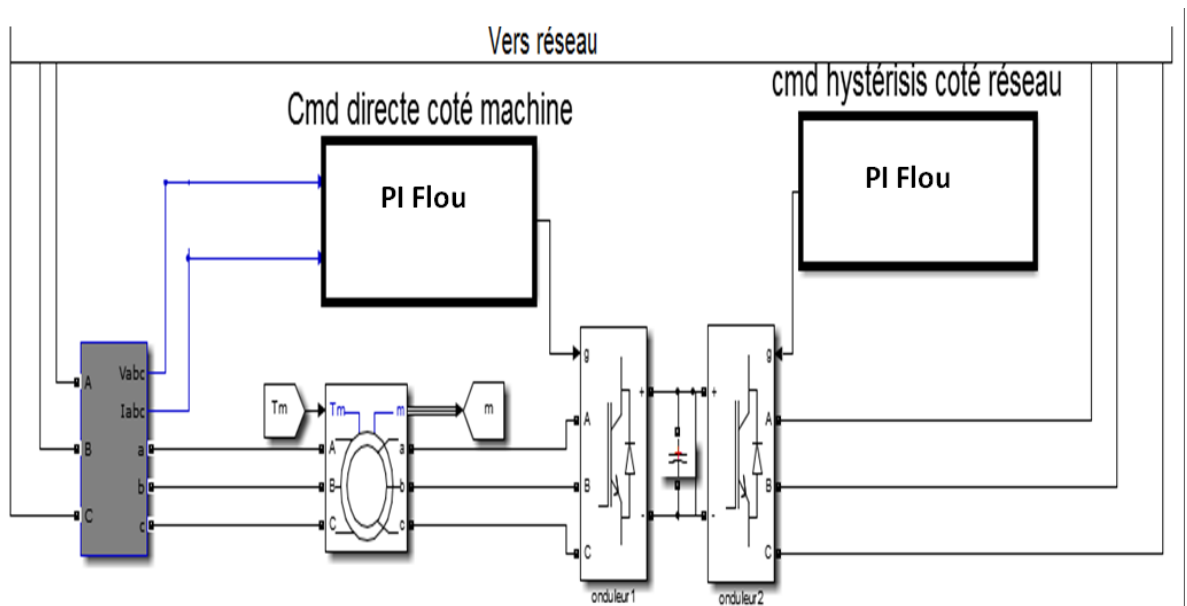 Vers réseau
cmd hystérisis coté réseau
Cmd directe coté machine
PI Flou
PI Flou
Vabc
Iabc
A
B
C
a
b
c
Tm
Tm
m
m
A
B
C
a
b
c
g
A
B
C
+
-
onduleur1
g
+
-
A
B
C
onduleur2